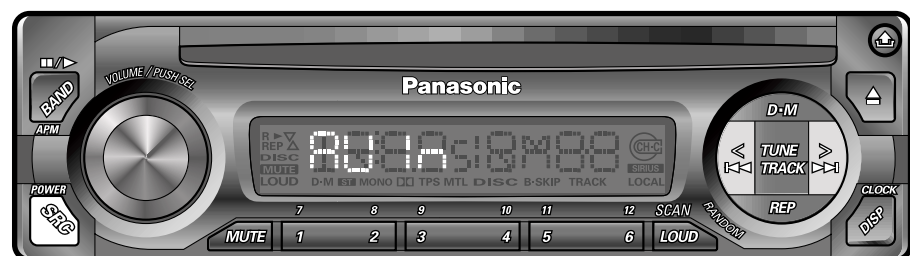 Panasonic
VOLUME / PUSH SEL
BAND
APM
POWER
SRC
R
REP
DISC
MUTE
LOUD
AV In
CH-C
SIRIUS
D·M ST MONO TPS MTL DISC B·SKIP TRACK LOCAL
D·M
TUNE
TRACK
REP
RANDOM
CLOCK
DISP
7 8 9 10 11 12 SCAN
MUTE 1 2 3 4 5 6 LOUD